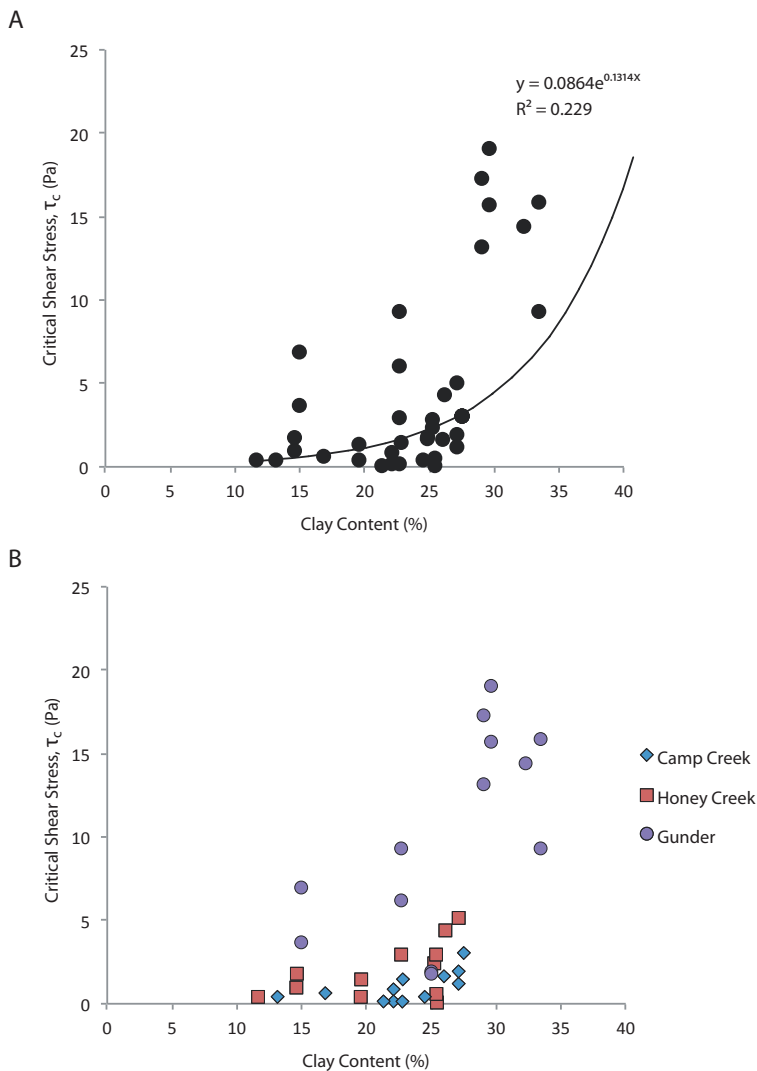 A
25
20
15
10
5
0
0 5 10 15 20 25 30 35 40
Critical Shear Stress, τc (Pa)
Clay Content (%)
y = 0.0864e^0.1314X
R² = 0.229
B
25
20
15
10
5
0
0 5 10 15 20 25 30 35 40
Critical Shear Stress, τc (Pa)
Clay Content (%)
Camp Creek
Honey Creek
Gunder